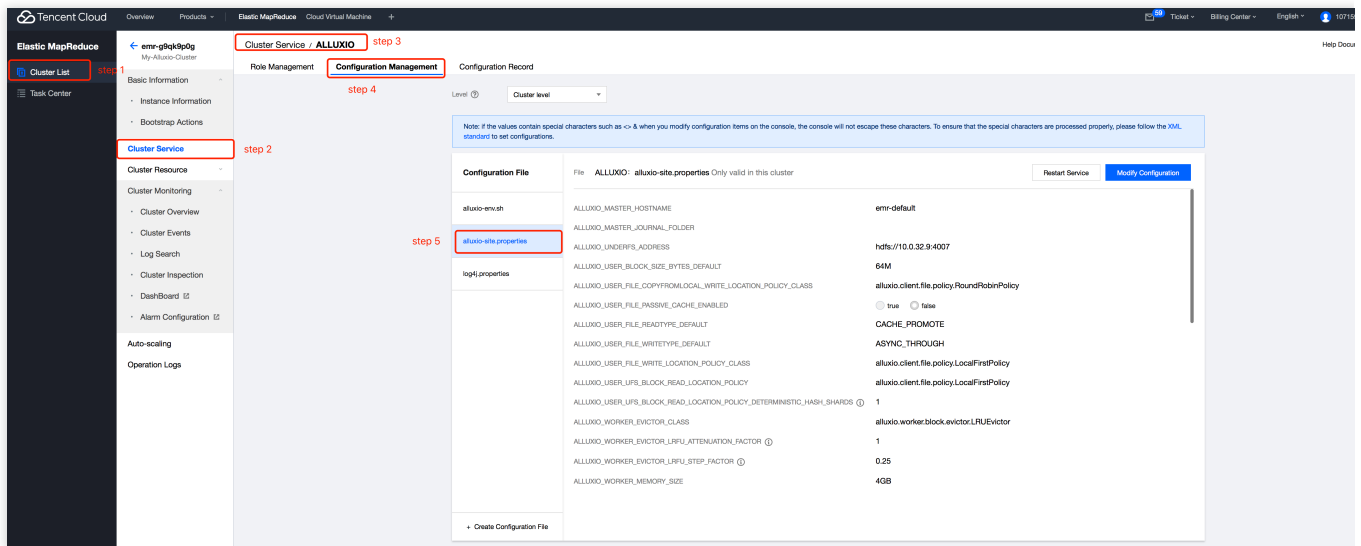 Tencent Cloud Overview Products Elastic MapReduce Cloud Virtual Machine + 59 Ticket Billing Center English
Elastic MapReduce
Cluster List
step 1
Task Center
emr-g9qk9p0g
My-Alluxio-Cluster
Basic Information
Instance Information
Bootstrap Actions
Cluster Service
step 2
Cluster Resource
Cluster Monitoring
Cluster Overview
Cluster Events
Log Search
Cluster Inspection
DashBoard
Alarm Configuration
Auto-scaling
Operation Logs
Cluster Service / ALLUXIO
step 3
Help Docu
Role Management Configuration Management Configuration Record
step 4
Level Cluster level
Note: if the values contain special characters such as <> & when you modify configuration items on the console, the console will not escape these characters. To ensure that the special characters are processed properly, please follow the XML
standard to set configurations.
Configuration File
alluxio-env.sh
step 5
alluxio-site.properties
log4j.properties
+ Create Configuration File
File ALLUXIO: alluxio-site.properties Only valid in this cluster Restart Service Modify Configuration
ALLUXIO_MASTER_HOSTNAME emr-default
ALLUXIO_MASTER_JOURNAL_FOLDER
ALLUXIO_UNDERFS_ADDRESS hdfs://10.0.32.9:4007
ALLUXIO_USER_BLOCK_SIZE_BYTES_DEFAULT 64M
ALLUXIO_USER_FILE_COPYFROMLOCAL_WRITE_LOCATION_POLICY_CLASS alluxio.client.file.policy.RoundRobinPolicy
ALLUXIO_USER_FILE_PASSIVE_CACHE_ENABLED true false
ALLUXIO_USER_FILE_READTYPE_DEFAULT CACHE_PROMOTE
ALLUXIO_USER_FILE_WRITETYPE_DEFAULT ASYNC_THROUGH
ALLUXIO_USER_FILE_WRITE_LOCATION_POLICY_CLASS alluxio.client.file.policy.LocalFirstPolicy
ALLUXIO_USER_UFS_BLOCK_READ_LOCATION_POLICY alluxio.client.file.policy.LocalFirstPolicy
ALLUXIO_USER_UFS_BLOCK_READ_LOCATION_POLICY_DETERMINISTIC_HASH_SHARDS 1
ALLUXIO_WORKER_EVICTOR_CLASS alluxio.worker.block.evictor.LRUEvictor
ALLUXIO_WORKER_EVICTOR_LRFU_ATTENUATION_FACTOR 1
ALLUXIO_WORKER_EVICTOR_LRFU_STEP_FACTOR 0.25
ALLUXIO_WORKER_MEMORY_SIZE 4GB